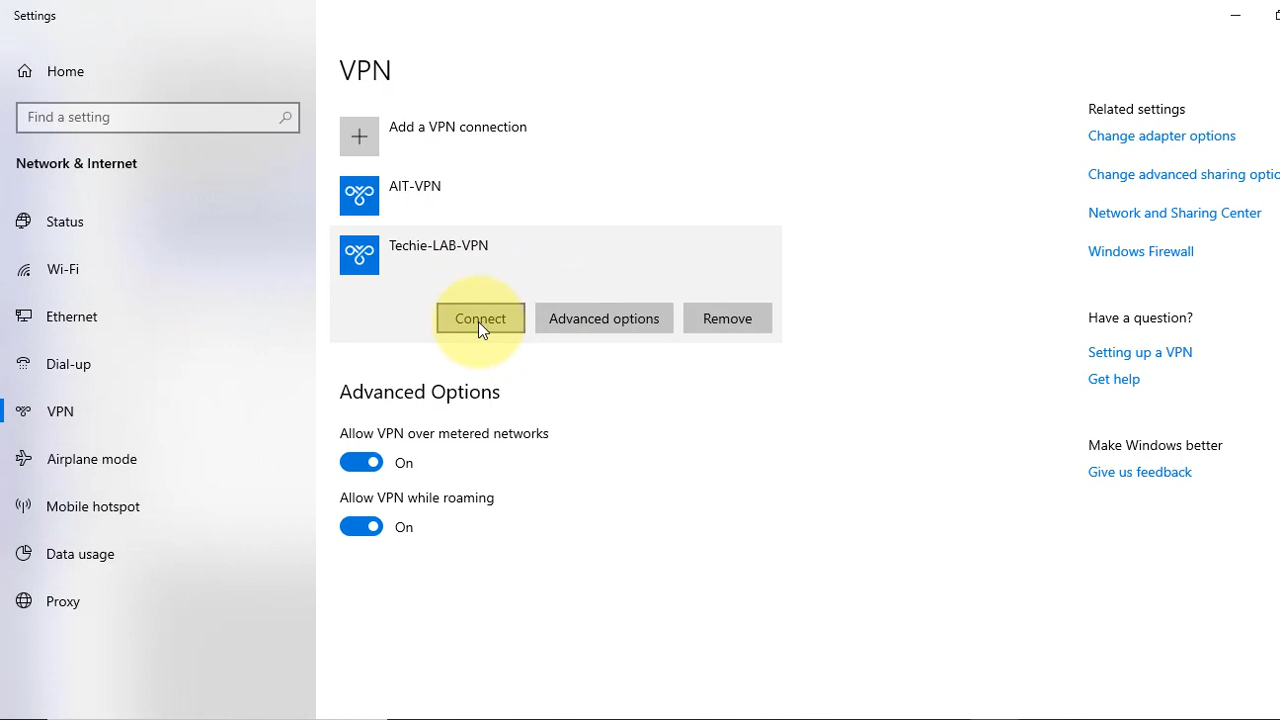 Settings
Home
Find a setting
Network & Internet
Status
Wi-Fi
Ethernet
Dial-up
VPN
Airplane mode
Mobile hotspot
Data usage
Proxy
VPN
Add a VPN connection
AIT-VPN
Techie-LAB-VPN
Connect Advanced options Remove
Advanced Options
Allow VPN over metered networks
On
Allow VPN while roaming
On
Related settings
Change adapter options
Change advanced sharing optio
Network and Sharing Center
Windows Firewall
Have a question?
Setting up a VPN
Get help
Make Windows better
Give us feedback